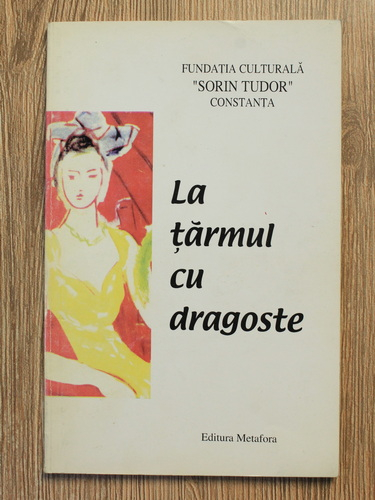 FUNDAȚIA CULTURALĂ
"SORIN TUDOR"
CONSTANȚA
La
țărmul
cu
dragoste
Editura Metafora